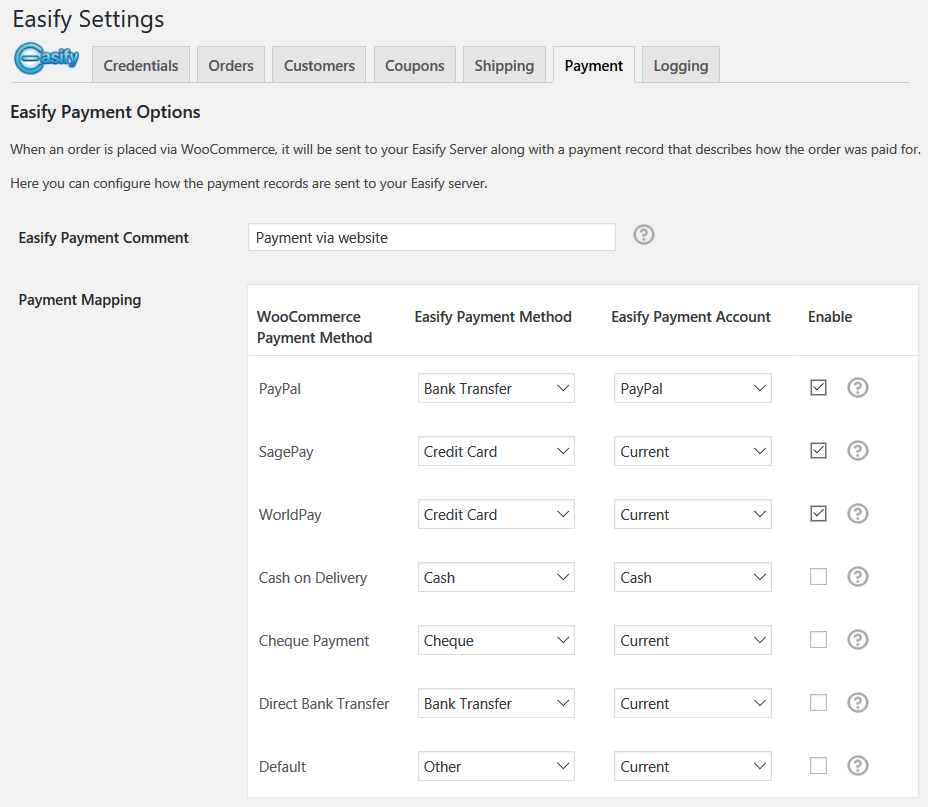 Easify Settings
Easify Credentials Orders Customers Coupons Shipping Payment Logging
Easify Payment Options
When an order is placed via WooCommerce, it will be sent to your Easify Server along with a payment record that describes how the order was paid for.
Here you can configure how the payment records are sent to your Easify server.
Easify Payment Comment Payment via website ?
Payment Mapping
WooCommerce Easify Payment Method Easify Payment Account Enable
Payment Method
PayPal Bank Transfer PayPal ?
SagePay Credit Card Current ?
WorldPay Credit Card Current ?
Cash on Delivery Cash Cash ?
Cheque Payment Cheque Current ?
Direct Bank Transfer Bank Transfer Current ?
Default Other Current ?